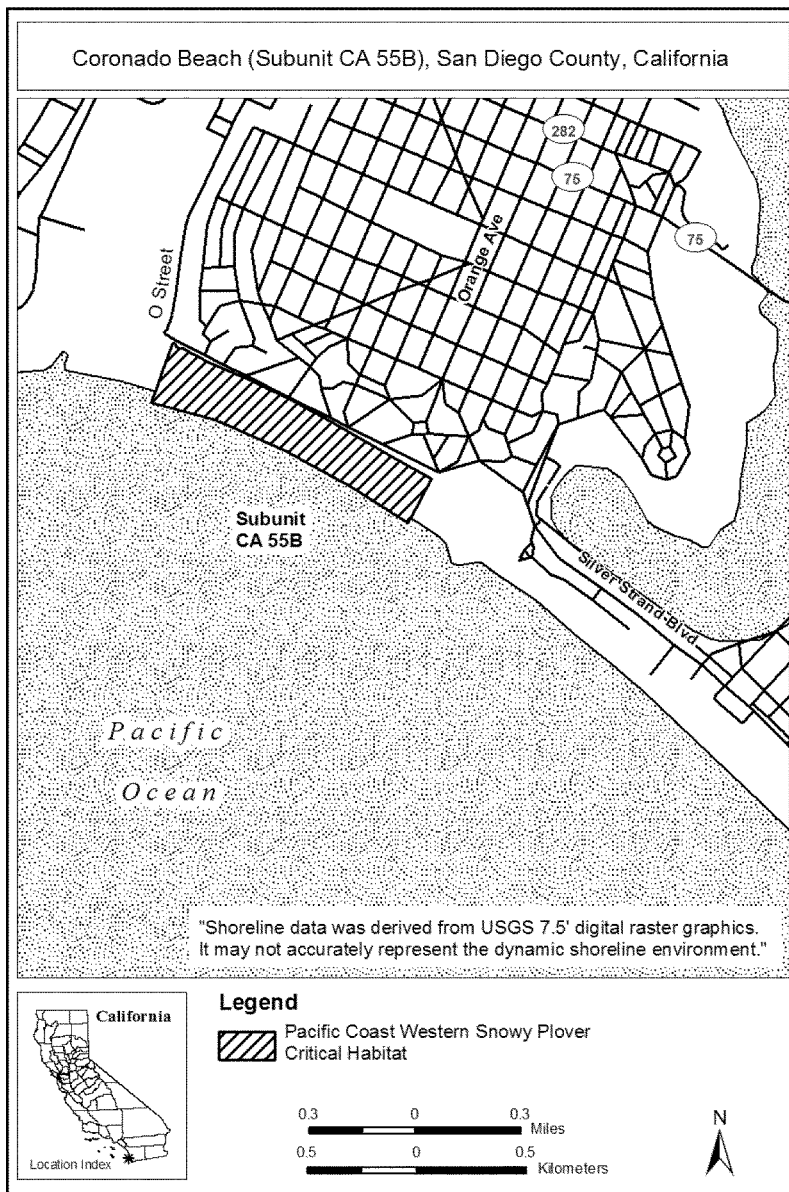 Coronado Beach (Subunit CA 55B), San Diego County, California
282
75
75
O Street
Orange Ave
Subunit
CA 55B
Silver Strand Blvd
Pacific
Ocean
"Shoreline data was derived from USGS 7.5' digital raster graphics.
It may not accurately represent the dynamic shoreline environment."
California
Location Index
Legend
Pacific Coast Western Snowy Plover
Critical Habitat
0.3 0 0.3
Miles
0.5 0 0.5
Kilometers
N